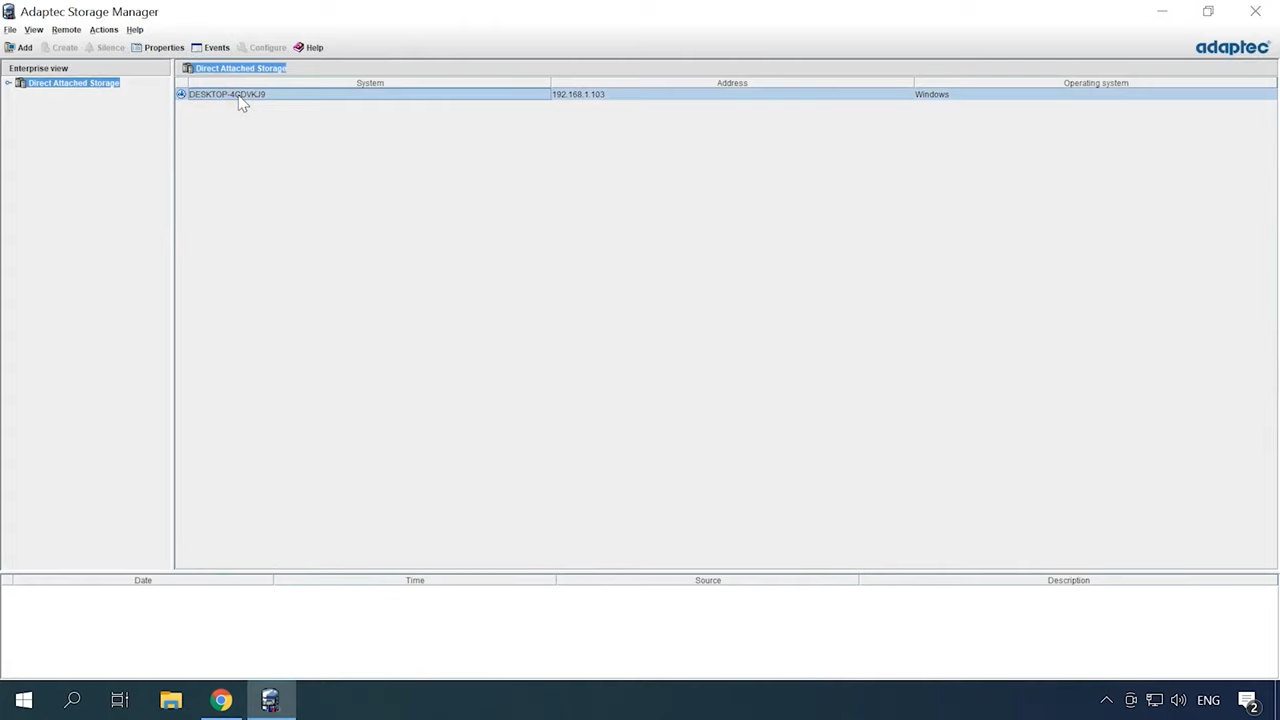 Adaptec Storage Manager
File View Remote Actions Help
Add Create Silence Properties Events Configure Help
adaptec
Enterprise view
Direct Attached Storage
Direct Attached Storage
System Address Operating system
DESKTOP-4GDVKJ9 192.168.1.103 Windows
Date Time Source Description
ENG
2